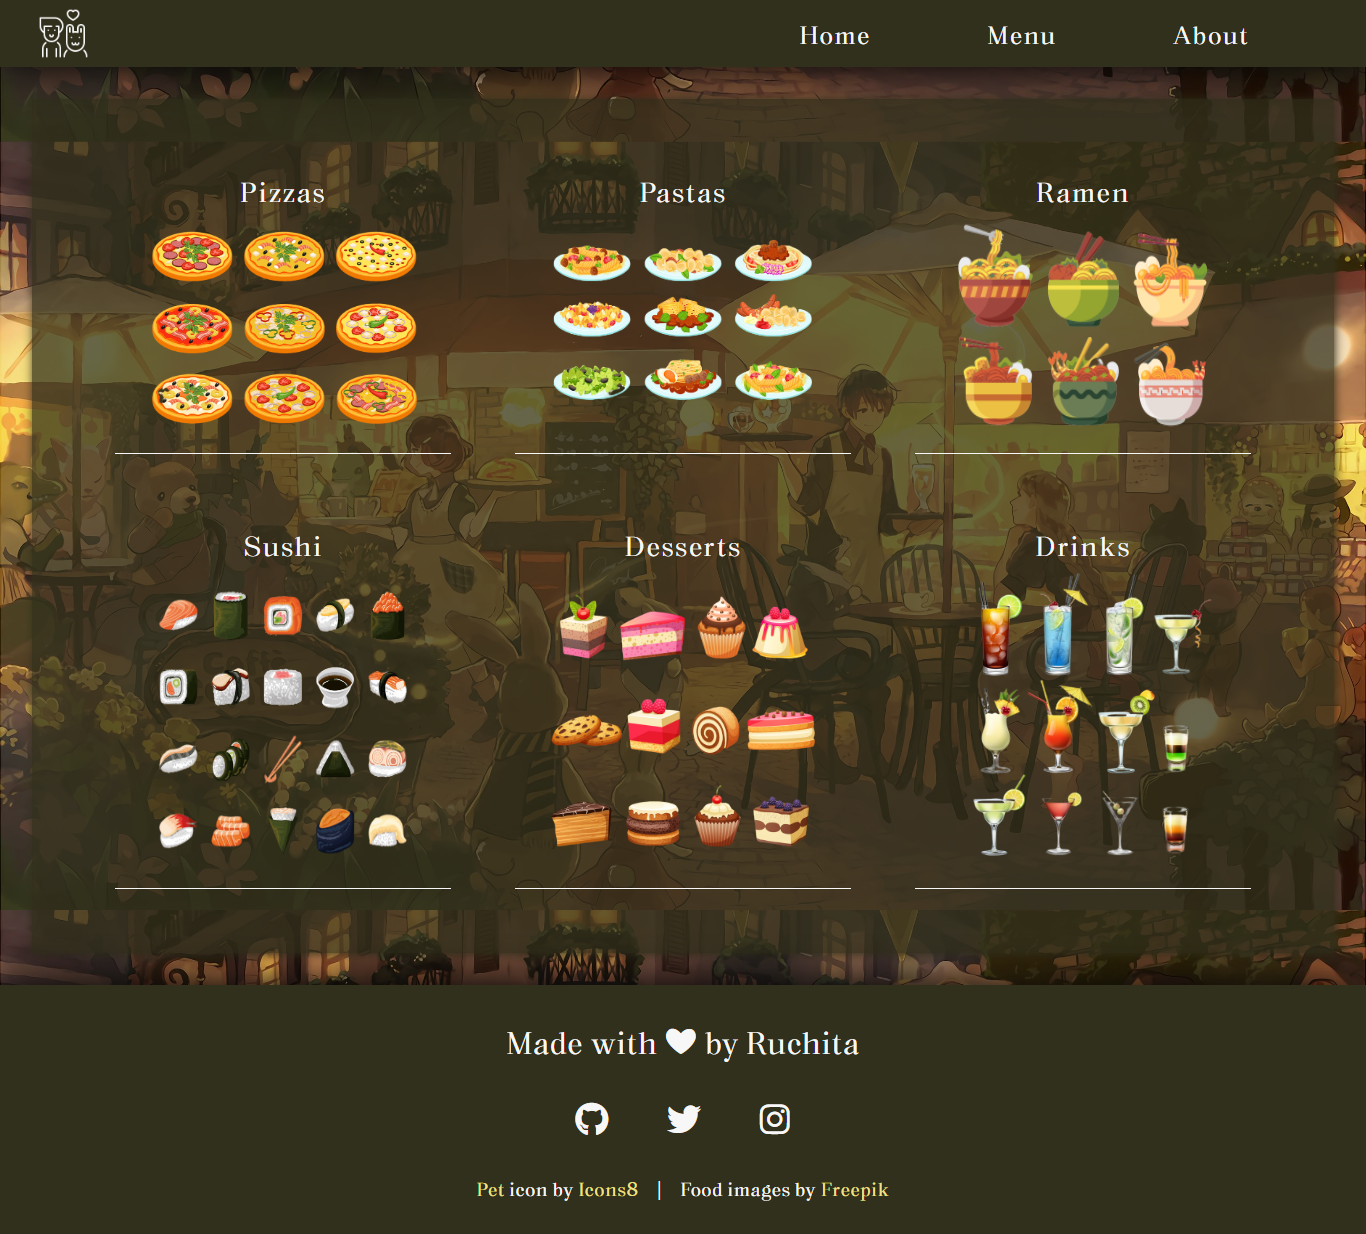 Home Menu About
Pizzas Pastas Ramen
Sushi Desserts Drinks
Made with by Ruchita
Pet icon by Icons8 | Food images by Freepik